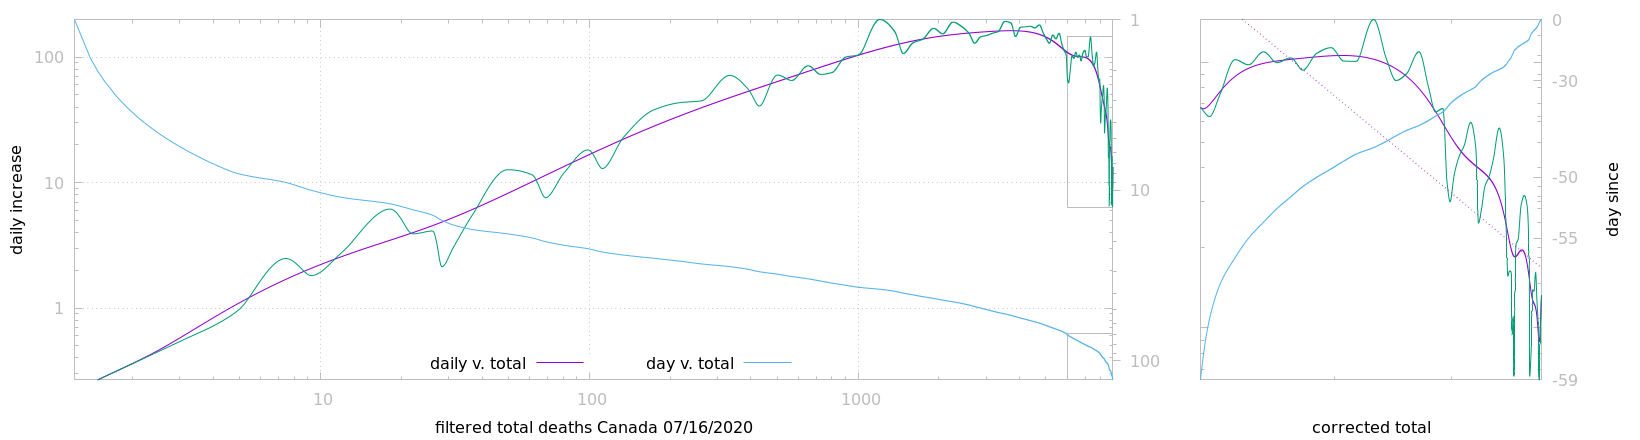 daily increase
100
10
1
10
100
1000
1
10
100
daily v. total
day v. total
filtered total deaths Canada 07/16/2020
0
-30
-50
-55
-59
day since
corrected total